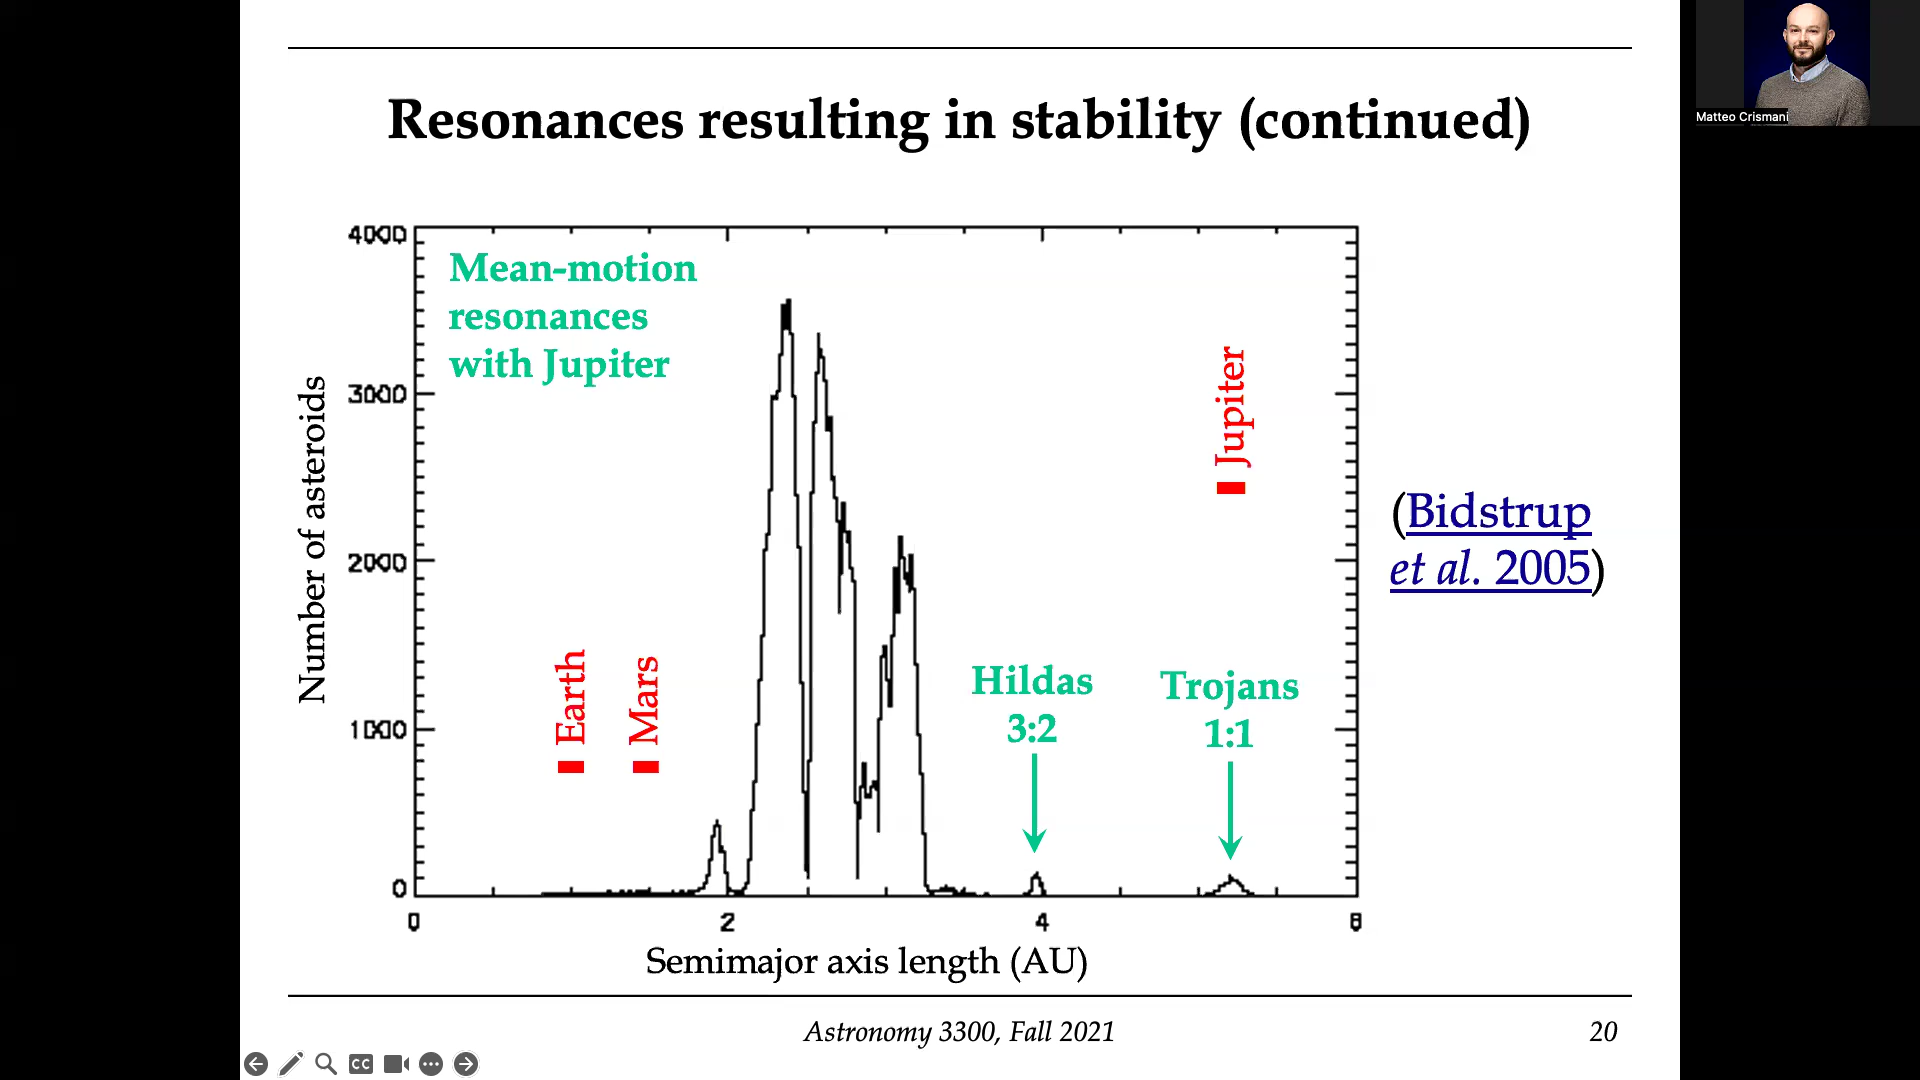 Matteo Crismani
Resonances resulting in stability (continued)
4000
Mean-motion
resonances
with Jupiter
3000
Number of asteroids
Jupiter
(Bidstrup
et al. 2005)
2000
Earth
Mars
Hildas
3:2
Trojans
1:1
1000
0
0 2 4 6
Semimajor axis length (AU)
Astronomy 3300, Fall 2021
20
CC